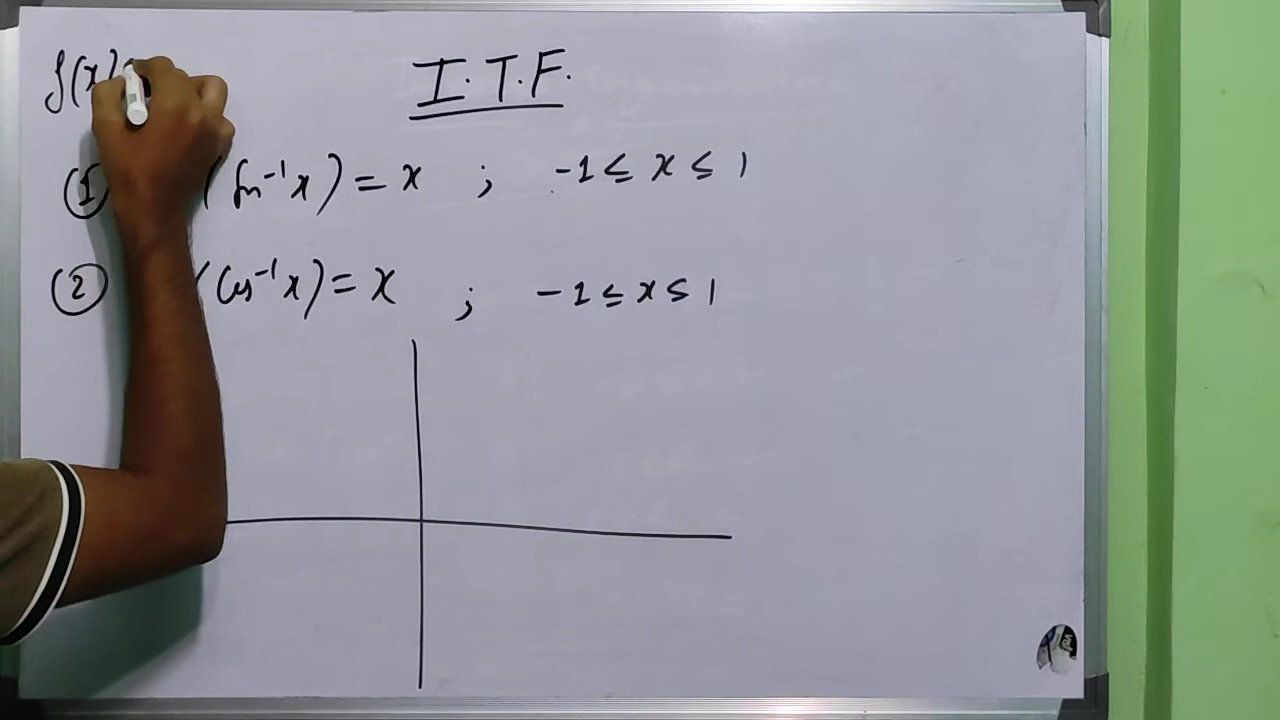 f(x)
I.T.F.
① (sin⁻¹x) = x ; -1 ≤ x ≤ 1
② (cos⁻¹x) = x ; -1 ≤ x ≤ 1